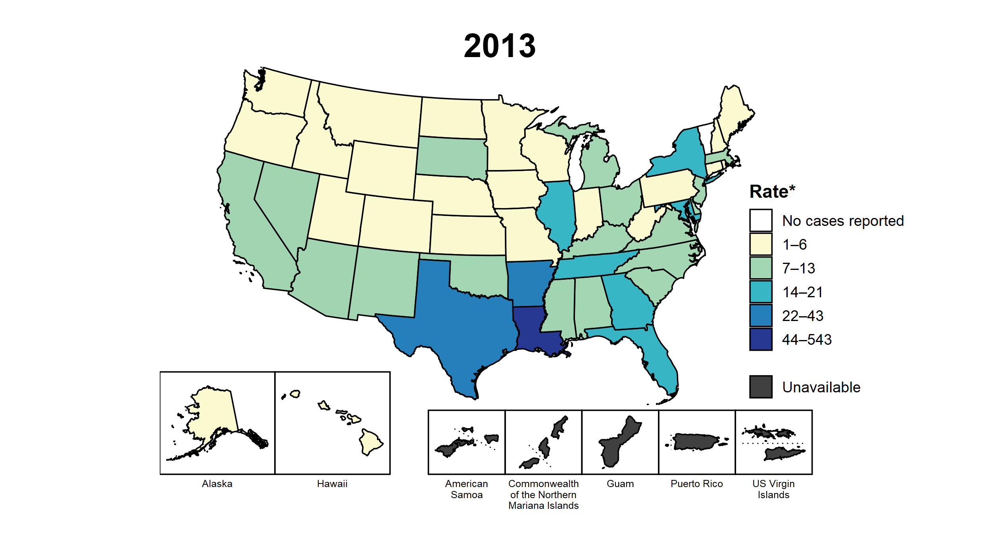 2013
Rate*
No cases reported
1–6
7–13
14–21
22–43
44–543
Unavailable
Alaska
Hawaii
American
Samoa
Commonwealth
of the Northern
Mariana Islands
Guam
Puerto Rico
US Virgin
Islands